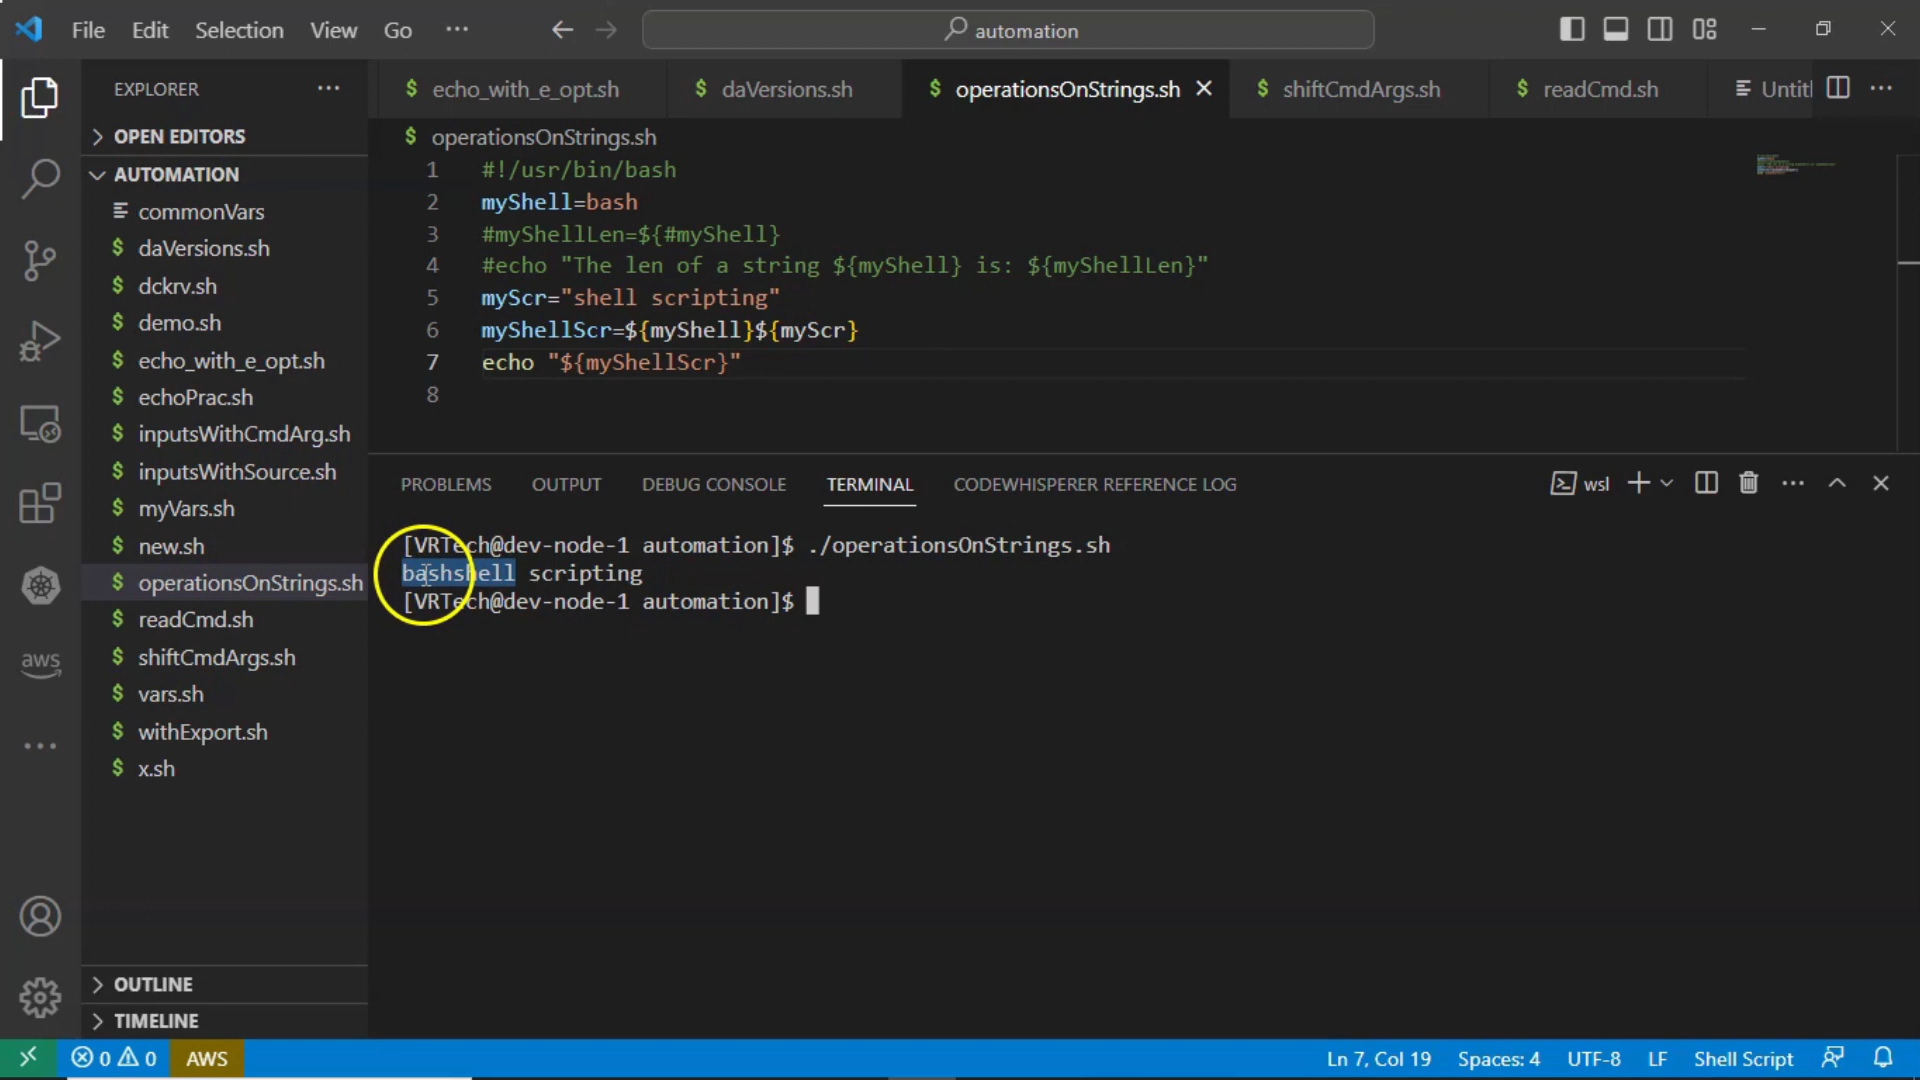 File Edit Selection View Go ···
automation
EXPLORER ···
OPEN EDITORS
AUTOMATION
commonVars
$ daVersions.sh
$ dckrv.sh
$ demo.sh
$ echo_with_e_opt.sh
$ echoPrac.sh
$ inputsWithCmdArg.sh
$ inputsWithSource.sh
$ myVars.sh
$ new.sh
$ operationsOnStrings.sh
$ readCmd.sh
$ shiftCmdArgs.sh
$ vars.sh
$ withExport.sh
$ x.sh
aws
OUTLINE
TIMELINE
$ echo_with_e_opt.sh $ daVersions.sh $ operationsOnStrings.sh $ shiftCmdArgs.sh $ readCmd.sh Untitl
$ operationsOnStrings.sh
1 #!/usr/bin/bash
2 myShell=bash
3 #myShellLen=${#myShell}
4 #echo "The len of a string ${myShell} is: ${myShellLen}"
5 myScr="shell scripting"
6 myShellScr=${myShell}${myScr}
7 echo "${myShellScr}"
8
PROBLEMS OUTPUT DEBUG CONSOLE TERMINAL CODEWHISPERER REFERENCE LOG wsl
[VRTech@dev-node-1 automation]$ ./operationsOnStrings.sh
bashshell scripting
[VRTech@dev-node-1 automation]$
0 0 AWS Ln 7, Col 19 Spaces: 4 UTF-8 LF Shell Script